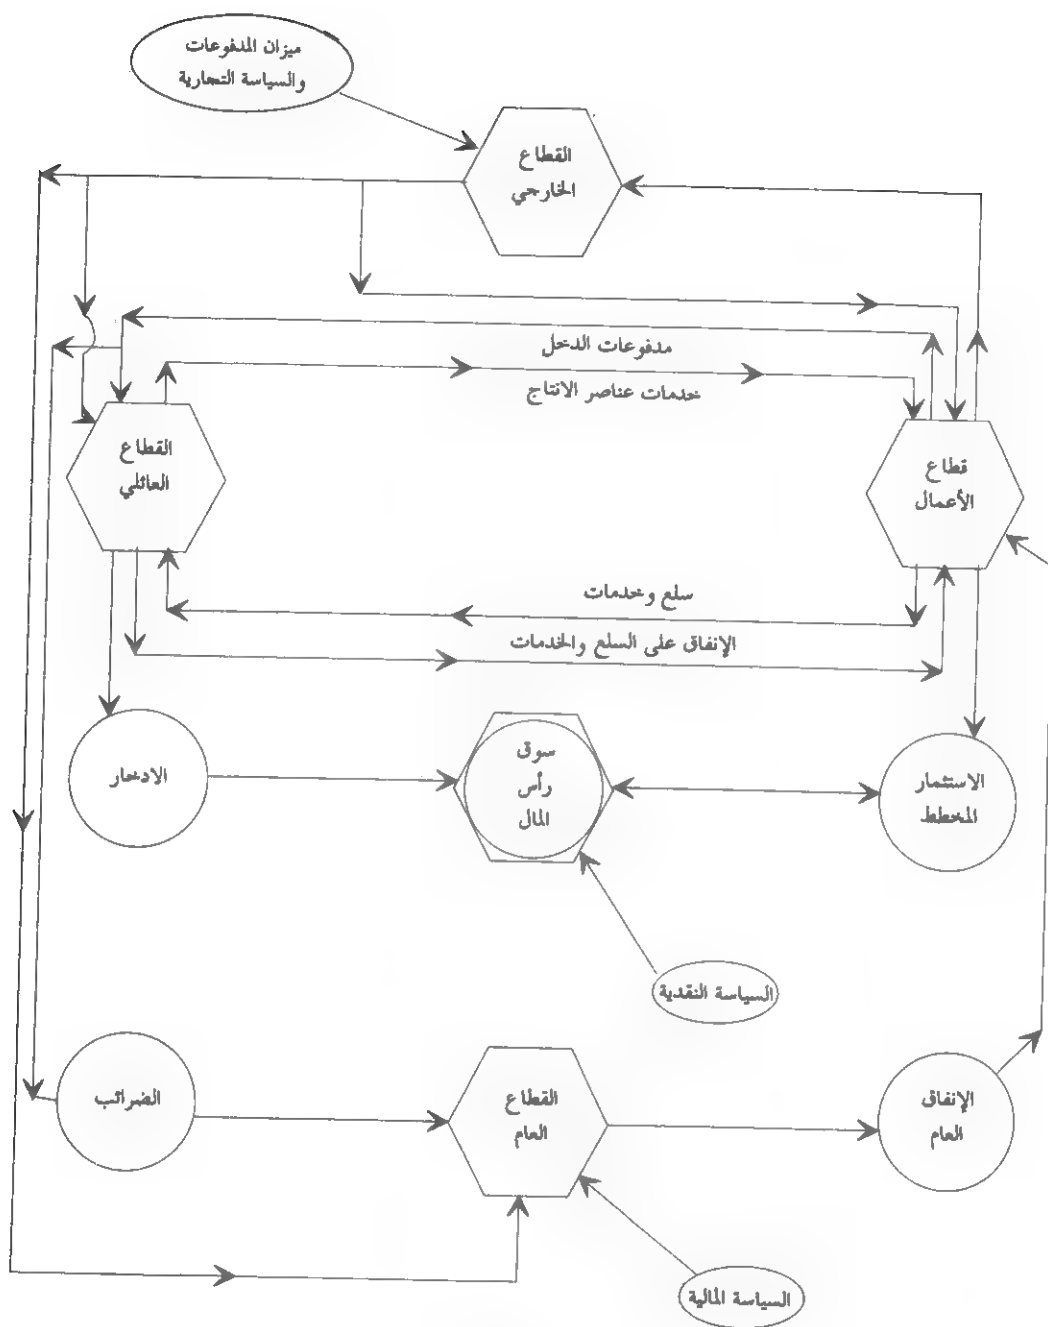 ميزان المدفوعات
والسياسة التجارية
القطاع
الخارجي
مدفوعات الدخل
خدمات عناصر الانتاج
القطاع
العائلي
قطاع
الأعمال
سلع وخدمات
الإنفاق على السلع والخدمات
الادخار
سوق
رأس
المال
الاستثمار
المخطط
السياسة النقدية
الضرائب
القطاع
العام
الإنفاق
العام
السياسة المالية